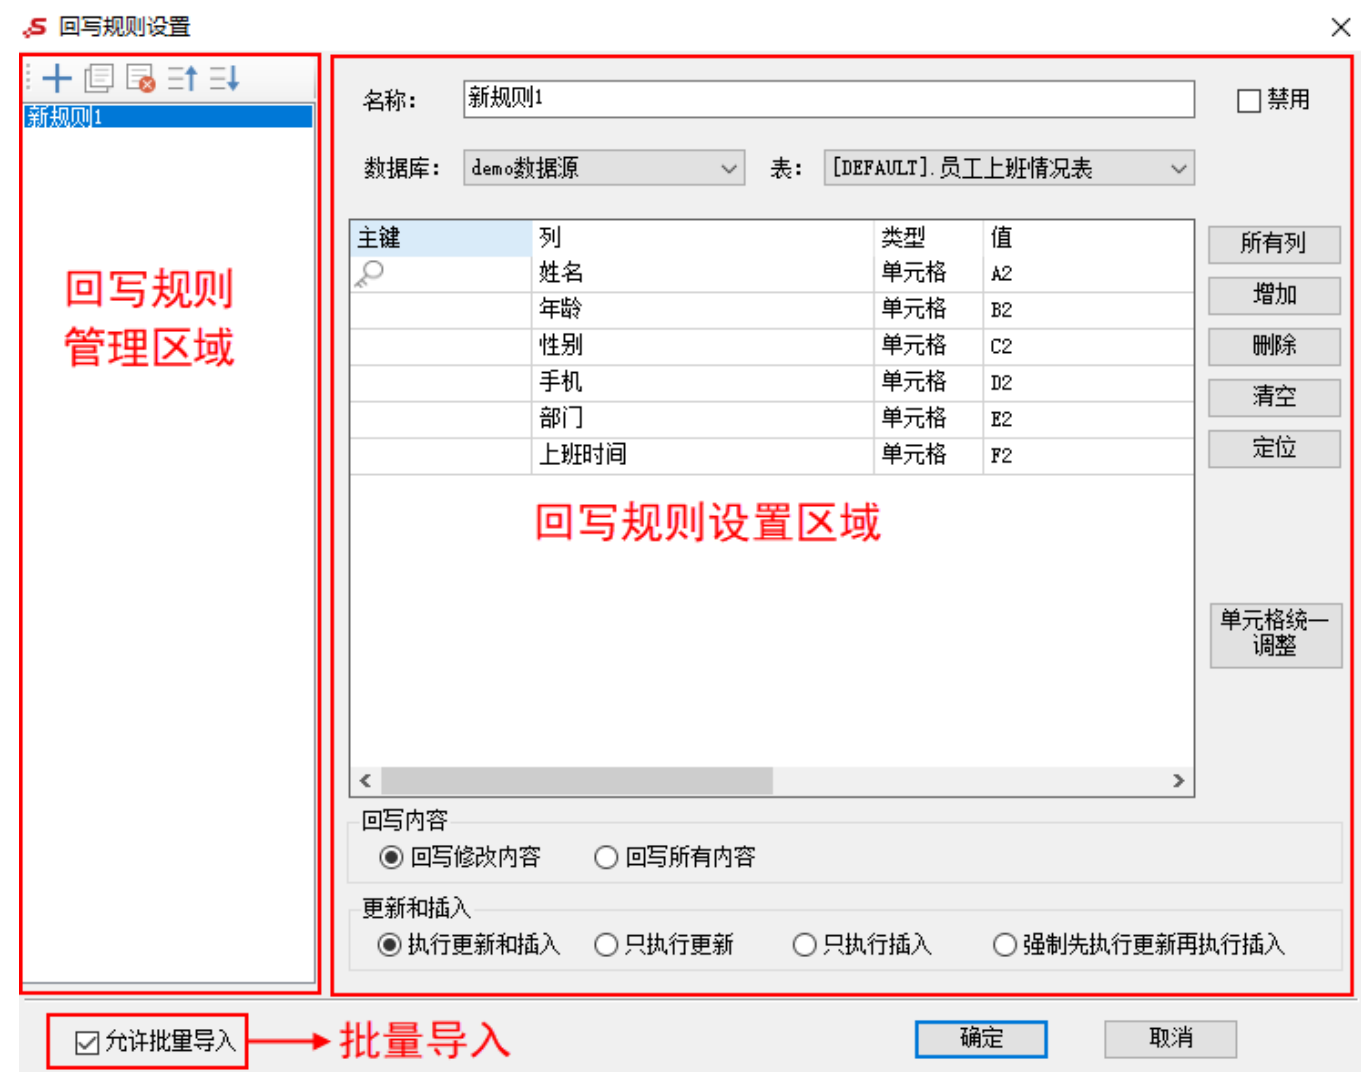 回写规则设置
新规则1
回写规则
管理区域
名称：
新规则1
禁用
数据库：
demo数据源
表：
[DEFAULT].员工上班情况表
主键 列 类型 值
姓名 单元格 A2
年龄 单元格 B2
性别 单元格 C2
手机 单元格 D2
部门 单元格 E2
上班时间 单元格 F2
回写规则设置区域
所有列
增加
删除
清空
定位
单元格统一
调整
回写内容
回写修改内容 回写所有内容
更新和插入
执行更新和插入 只执行更新 只执行插入 强制先执行更新再执行插入
允许批量导入
批量导入
确定
取消